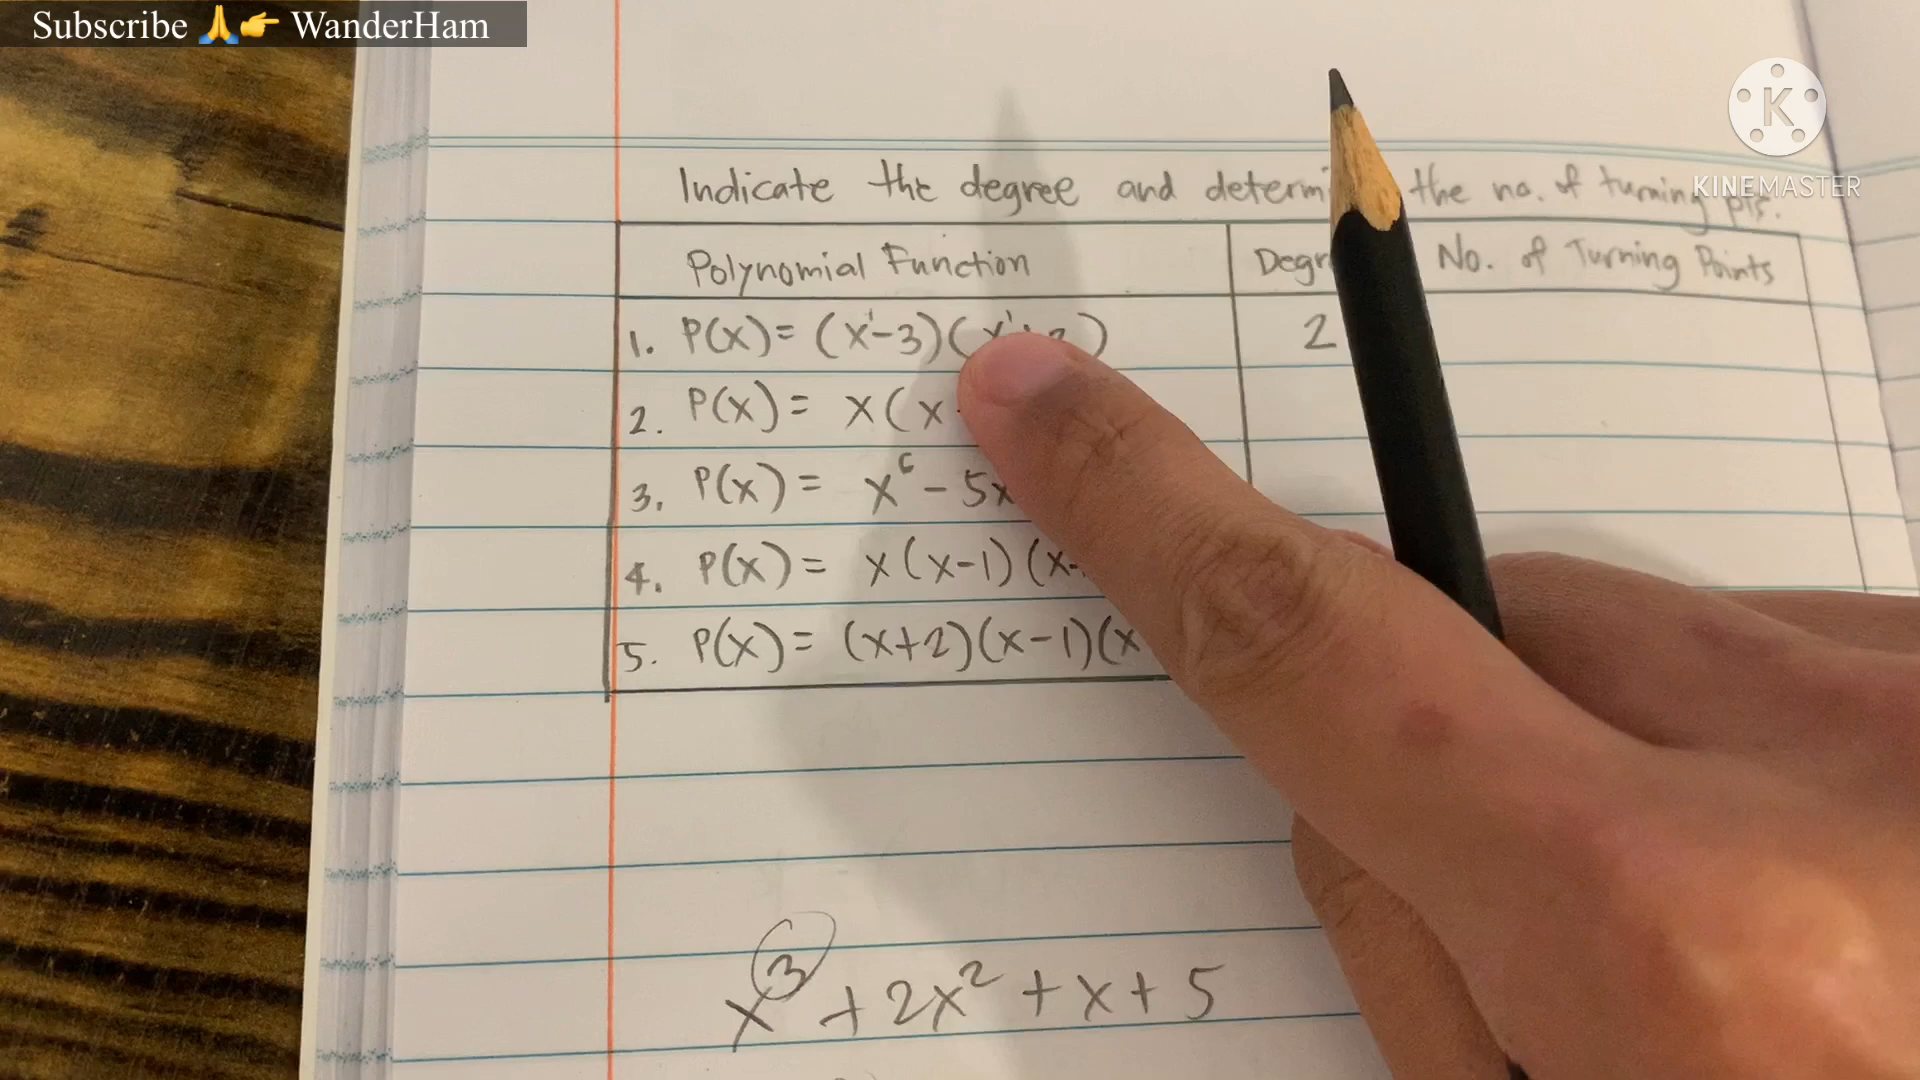 Subscribe 🙏👉 WanderHam
KINEMASTER
Indicate the degree and determi the no. of turning pts.
Polynomial Function Degr No. of Turning Points
1. P(x) = (x¹-3)( 2
2. P(x) = x(x
3. P(x) = x⁶ - 5x
4. P(x) = x(x-1)(x-
5. P(x) = (x+2)(x-1)(x
x³ + 2x² + x + 5